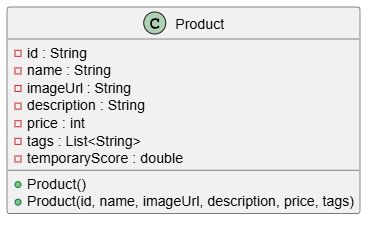 C Product
id : String
name : String
imageUrl : String
description : String
price : int
tags : List<String>
temporaryScore : double
Product()
Product(id, name, imageUrl, description, price, tags)